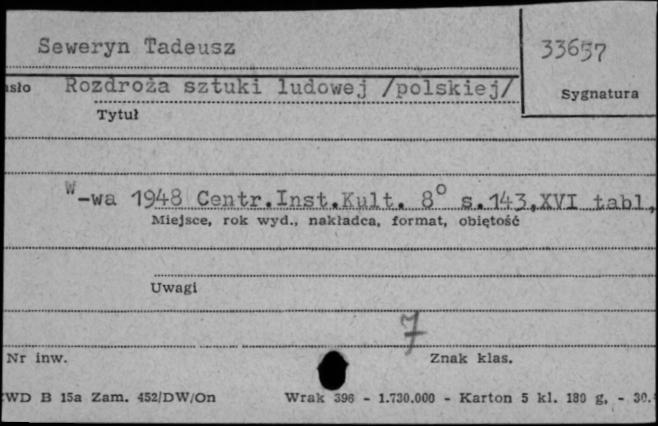 Seweryn Tadeusz
33657
Sygnatura
Rozdroża sztuki ludowej /polskiej/
Tytuł
W-wa 1948 Centr.Inst.Kult. 8° s.143,XVI tabl,
Miejsce, rok wyd., nakładca, format, objętość
Uwagi
7
Nr inw.
Znak klas.
WD B 15a Zam. 452/DW/On Wrak 396 - 1.730.000 - Karton 5 kl. 180 g, - 30.